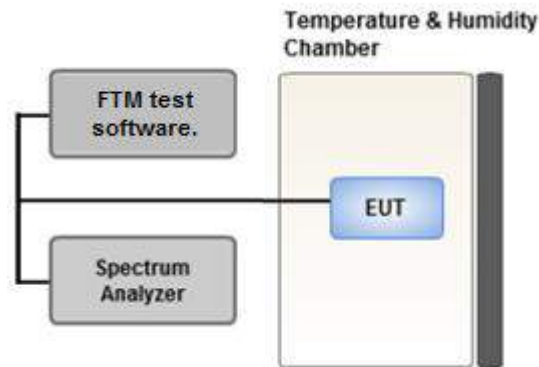 Temperature & Humidity
Chamber
FTM test
software.
EUT
Spectrum
Analyzer